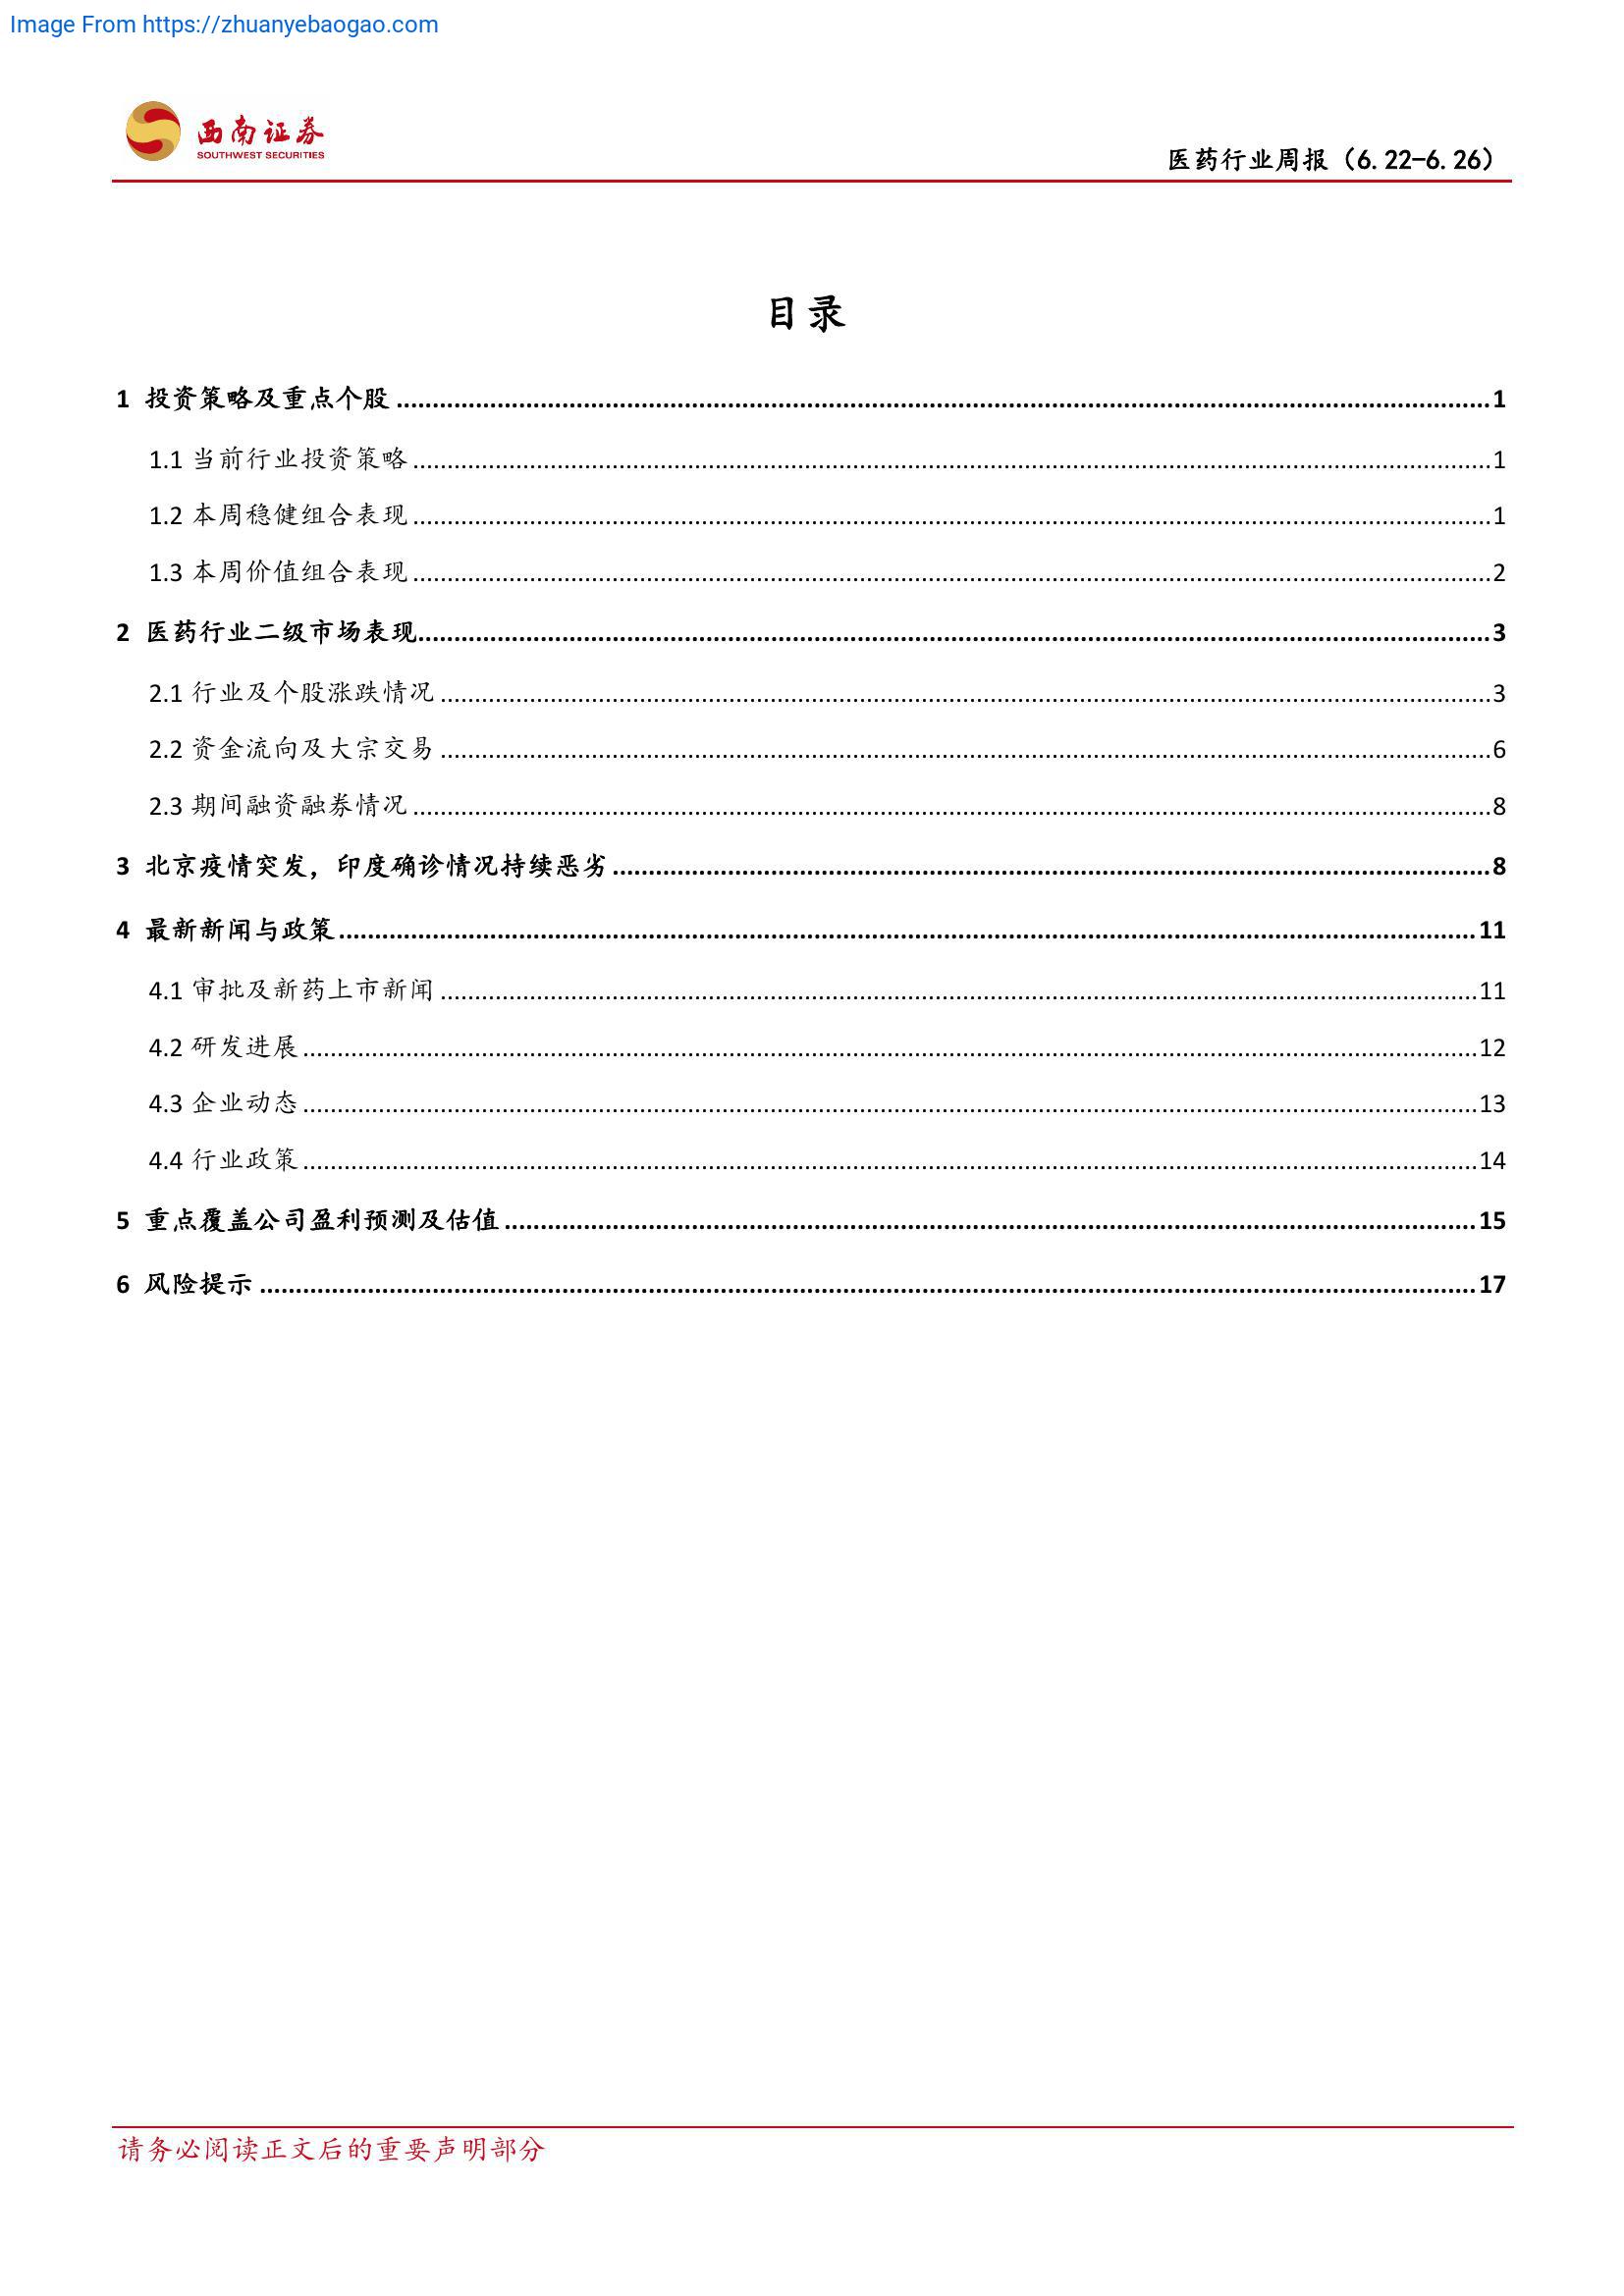 Image From https://zhuanyebaogao.com
西南证券
SOUTHWEST SECURITIES
医药行业周报（6.22-6.26）
目录
1 投资策略及重点个股 1
1.1 当前行业投资策略 1
1.2 本周稳健组合表现 1
1.3 本周价值组合表现 2
2 医药行业二级市场表现 3
2.1 行业及个股涨跌情况 3
2.2 资金流向及大宗交易 6
2.3 期间融资融券情况 8
3 北京疫情突发，印度确诊情况持续恶劣 8
4 最新新闻与政策 11
4.1 审批及新药上市新闻 11
4.2 研发进展 12
4.3 企业动态 13
4.4 行业政策 14
5 重点覆盖公司盈利预测及估值 15
6 风险提示 17
请务必阅读正文后的重要声明部分